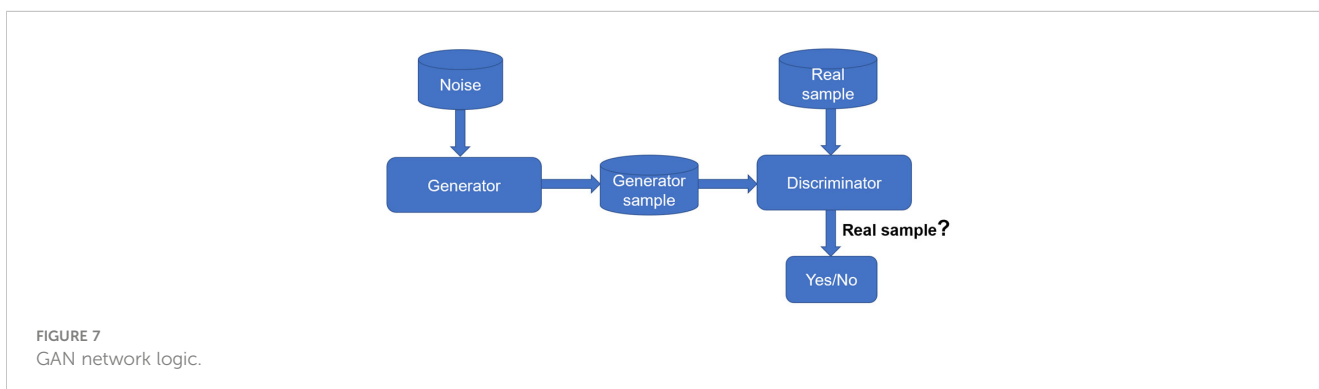 Noise
Real
sample
Generator
Generator
sample
Discriminator
Real sample?
Yes/No
FIGURE 7
GAN network logic.